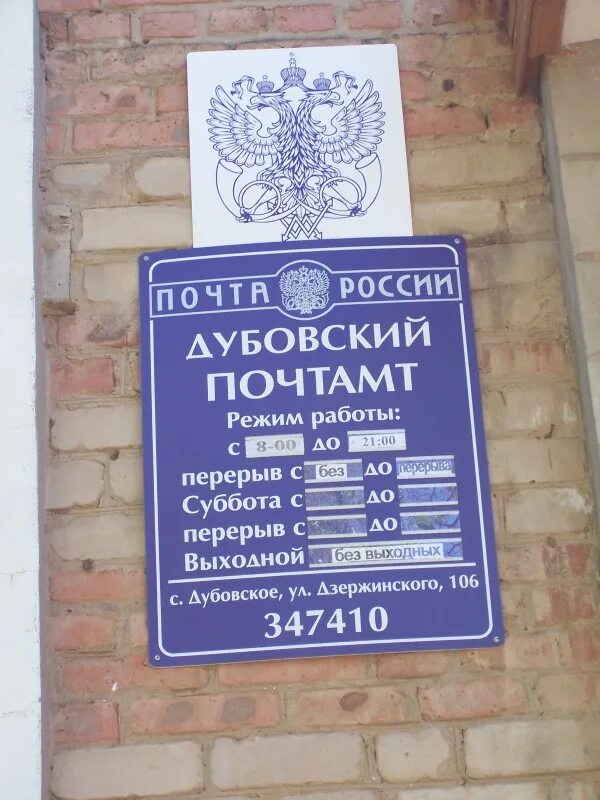 ПОЧТА РОССИИ
ДУБОВСКИЙ
ПОЧТАМТ
Режим работы:
с 8-00 до 21:00
перерыв с без до перерыва
Суббота с до
перерыв с до
Выходной без выходных
с. Дубовское, ул. Дзержинского, 106
347410